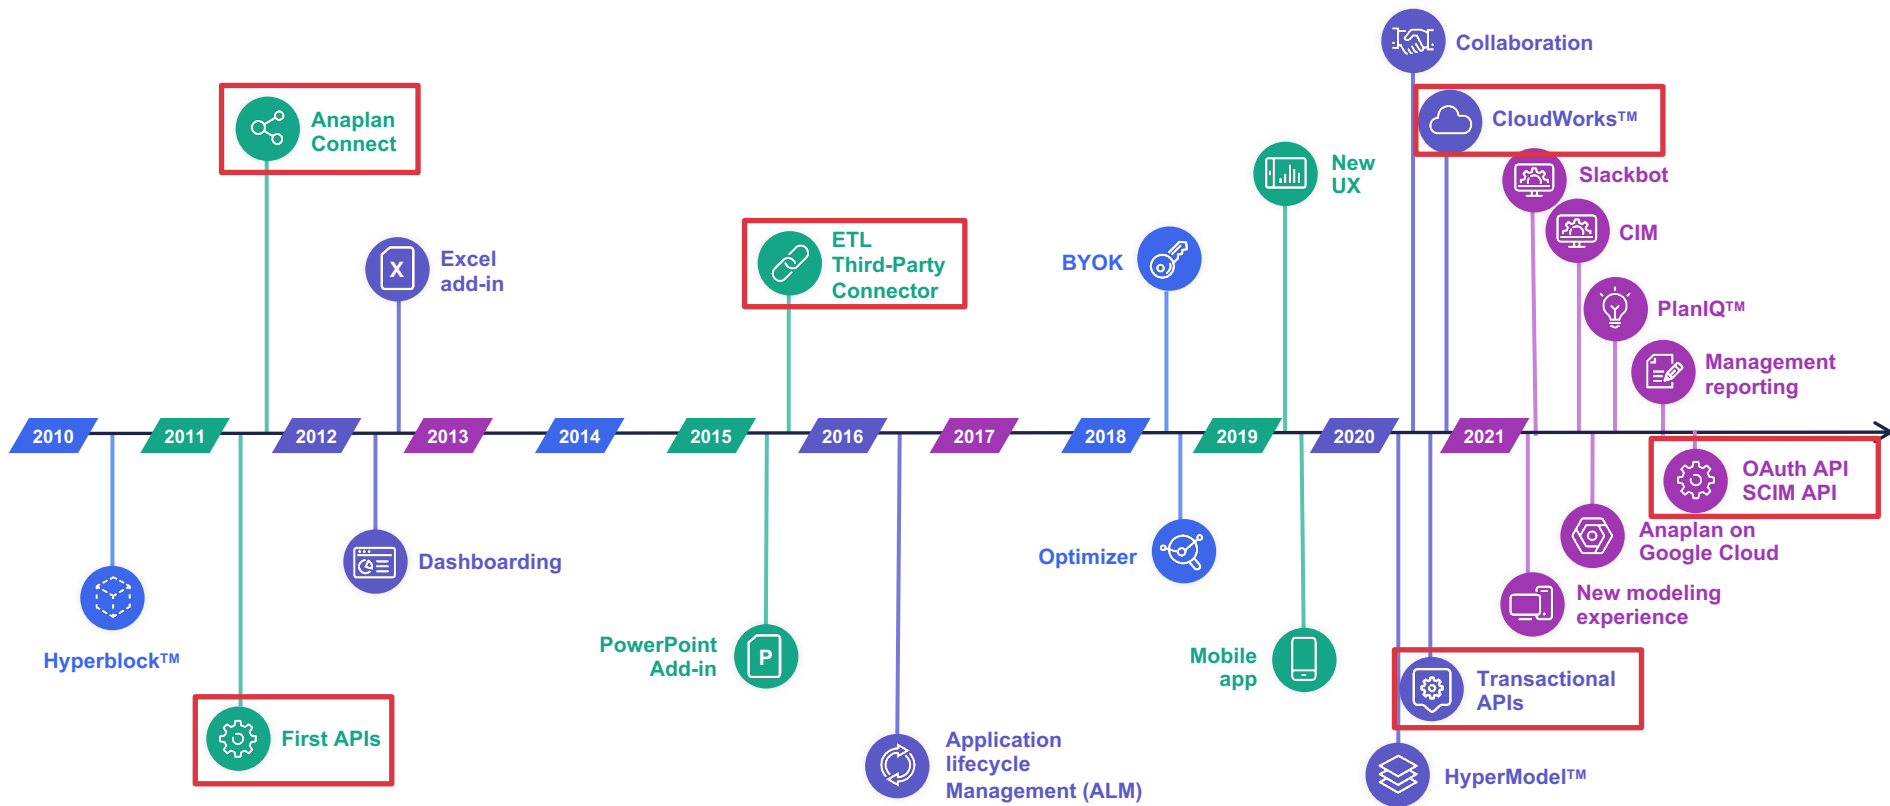 Collaboration
Anaplan
Connect
CloudWorks™
New
UX
Slackbot
ETL
Third-Party
Connector
CIM
X
Excel
add-in
BYOK
PlanIQ™
Management
reporting
2010
2011
2012
2013
2014
2015
2016
2017
2018
2019
2020
2021
OAuth API
SCIM API
Anaplan on
Google Cloud
Optimizer
Dashboarding
New modeling
experience
Hyperblock™
PowerPoint
Add-in
P
Mobile
app
Transactional
APIs
First APIs
Application
lifecycle
Management (ALM)
HyperModel™